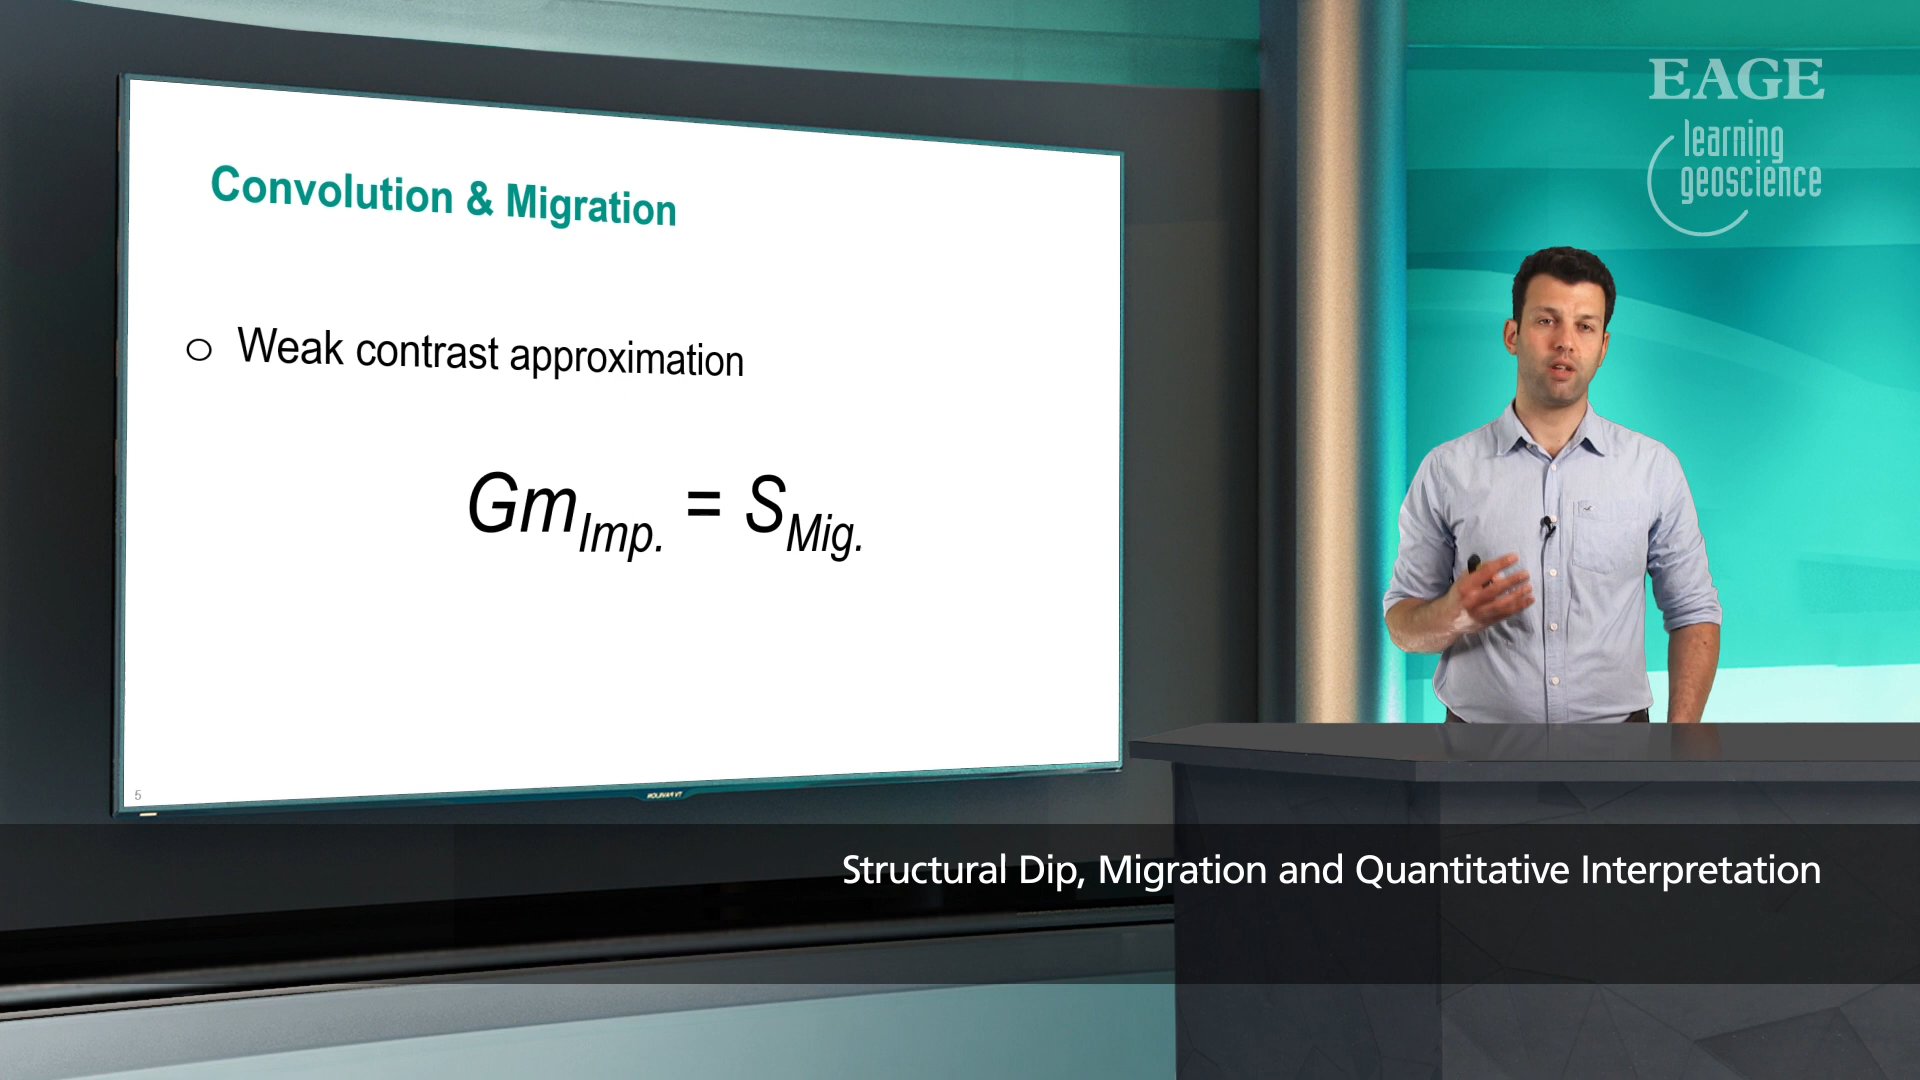 EAGE
learning
geoscience
Convolution & Migration
o Weak contrast approximation
Gm_Imp. = S_Mig.
5
Structural Dip, Migration and Quantitative Interpretation